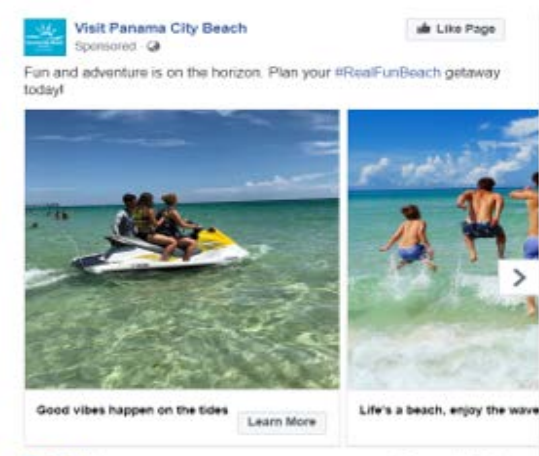 Visit Panama City Beach
Like Page
Sponsored
Fun and adventure is on the horizon. Plan your #RealFunBeach getaway
today!
Good vibes happen on the tides
Learn More
Life's a beach, enjoy the wave